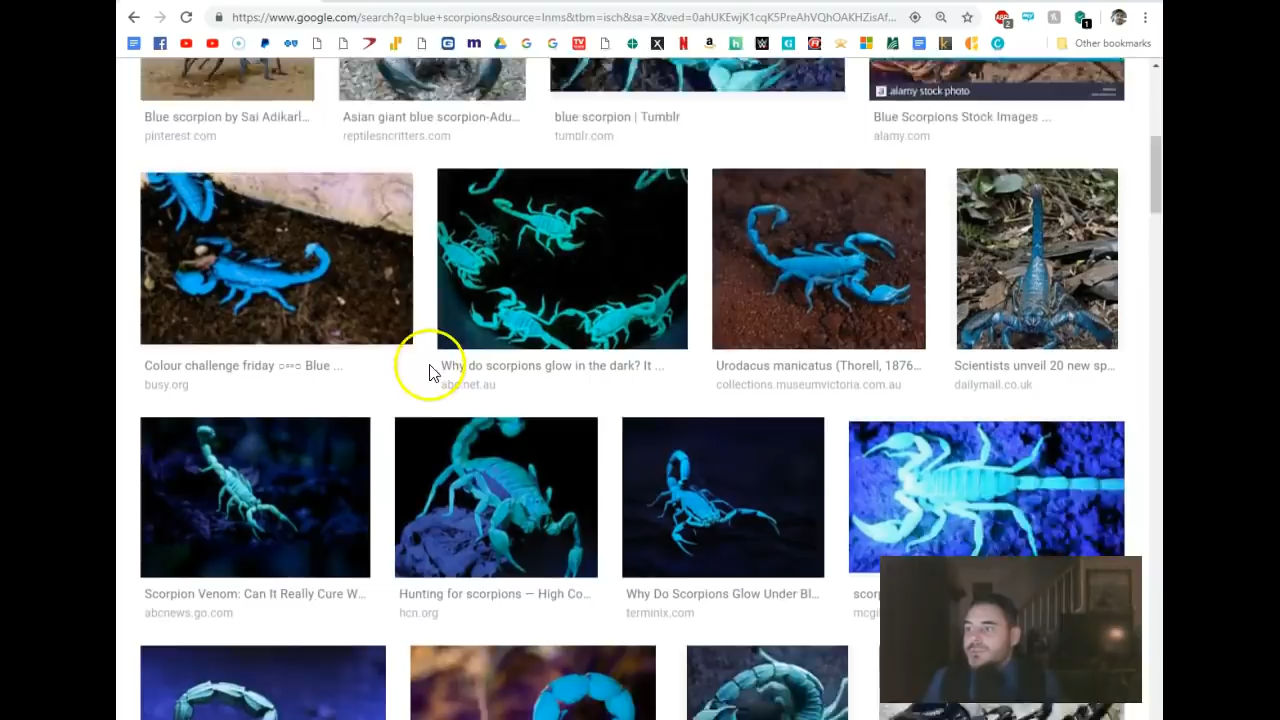 https://www.google.com/search?q=blue+scorpions&source=lnms&tbm=isch&sa=X&ved=0ahUKEwjK1cqK5PreAhVQhOAKHZisAf...
Other bookmarks
alamy stock photo
Blue scorpion by Sai Adikarl...
Asian giant blue scorpion-Adu...
blue scorpion | Tumblr
Blue Scorpions Stock Images ...
pinterest.com
reptilesncritters.com
tumblr.com
alamy.com
Colour challenge friday ○▫▫○ Blue ...
Why do scorpions glow in the dark? It ...
Urodacus manicatus (Thorell, 1876...
Scientists unveil 20 new sp...
busy.org
abc.net.au
collections.museumvictoria.com.au
dailymail.co.uk
Scorpion Venom: Can It Really Cure W...
Hunting for scorpions — High Co...
Why Do Scorpions Glow Under Bl...
scor
abcnews.go.com
hcn.org
terminix.com
mcgi